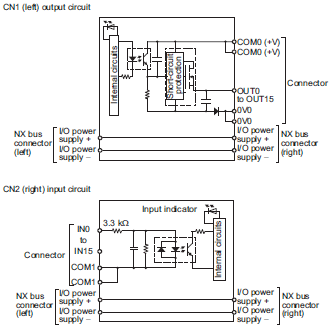 CN1 (left) output circuit
Internal circuits
Short-circuit
protection
COM0 (+V)
COM0 (+V)
Connector
OUT0
to OUT15
0V0
0V0
NX bus
connector
(left)
I/O power
supply +
I/O power
supply −
I/O power
supply +
I/O power
supply −
NX bus
connector
(right)
CN2 (right) input circuit
Input indicator
Connector
IN0
to
IN15
COM1
COM1
3.3 kΩ
Internal circuits
NX bus
connector
(left)
I/O power
supply +
I/O power
supply −
I/O power
supply +
I/O power
supply −
NX bus
connector
(right)